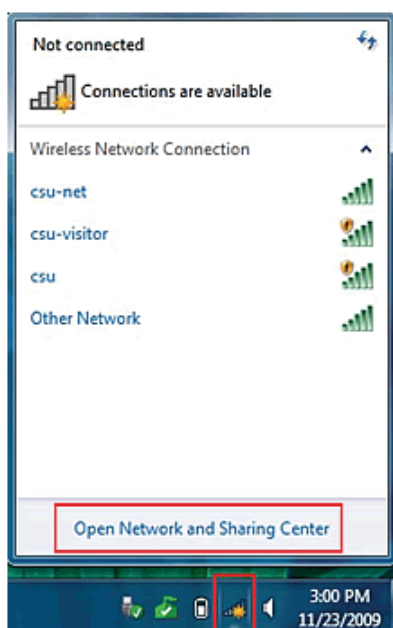 Not connected
Connections are available
Wireless Network Connection
csu-net
csu-visitor
csu
Other Network
Open Network and Sharing Center
3:00 PM
11/23/2009